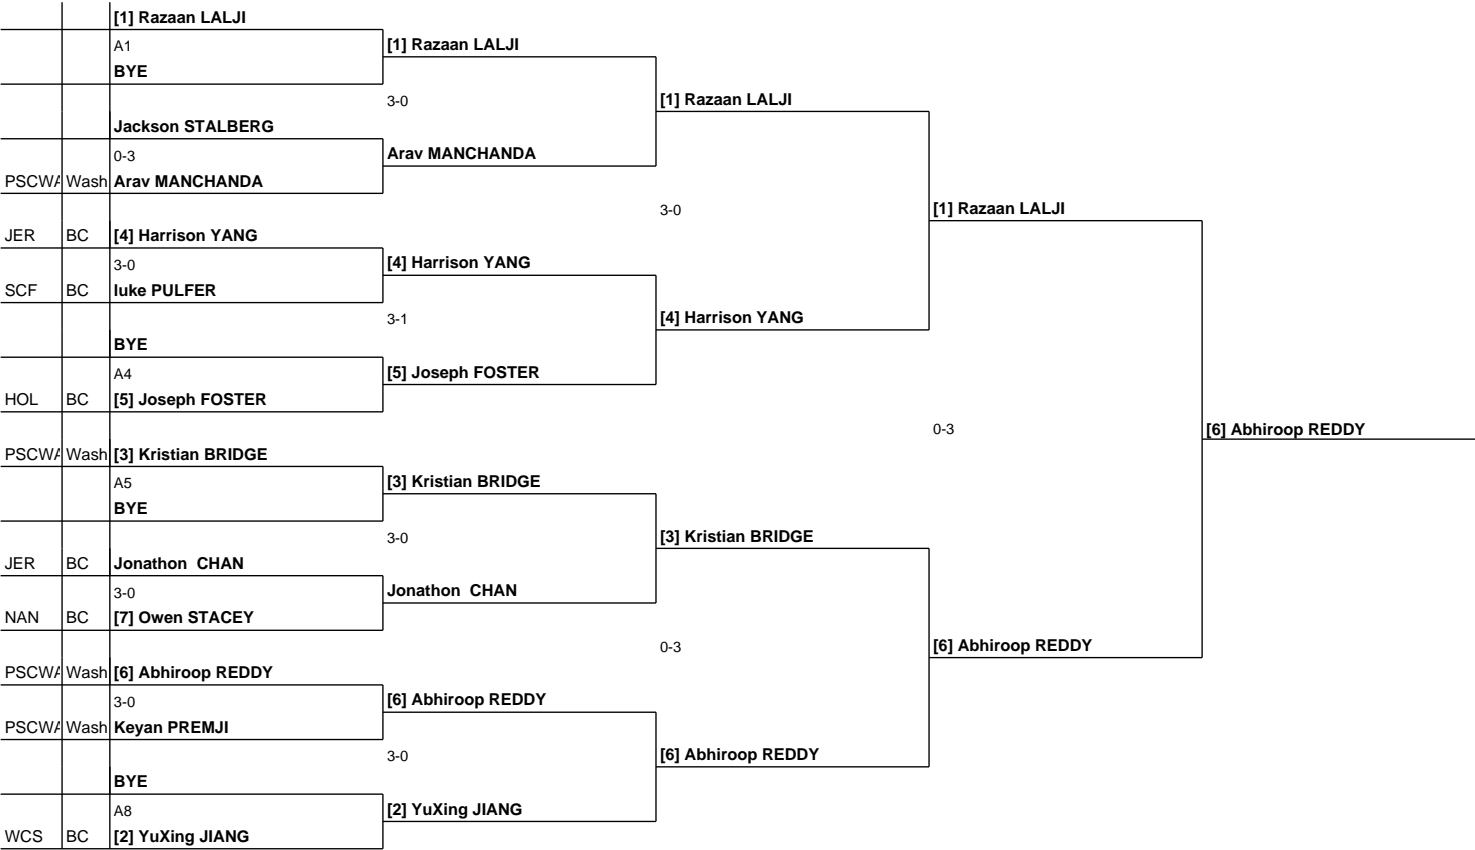 [1] Razaan LALJI
A1
[1] Razaan LALJI
BYE
3-0
[1] Razaan LALJI
Jackson STALBERG
0-3
Arav MANCHANDA
PSCWA Wash Arav MANCHANDA
3-0
[1] Razaan LALJI
JER BC [4] Harrison YANG
3-0
[4] Harrison YANG
SCF BC luke PULFER
3-1
[4] Harrison YANG
BYE
A4
[5] Joseph FOSTER
HOL BC [5] Joseph FOSTER
0-3
[6] Abhiroop REDDY
PSCWA Wash [3] Kristian BRIDGE
A5
[3] Kristian BRIDGE
BYE
3-0
[3] Kristian BRIDGE
JER BC Jonathon  CHAN
3-0
Jonathon  CHAN
NAN BC [7] Owen STACEY
0-3
[6] Abhiroop REDDY
PSCWA Wash [6] Abhiroop REDDY
3-0
[6] Abhiroop REDDY
PSCWA Wash Keyan PREMJI
3-0
[6] Abhiroop REDDY
BYE
A8
[2] YuXing JIANG
WCS BC [2] YuXing JIANG